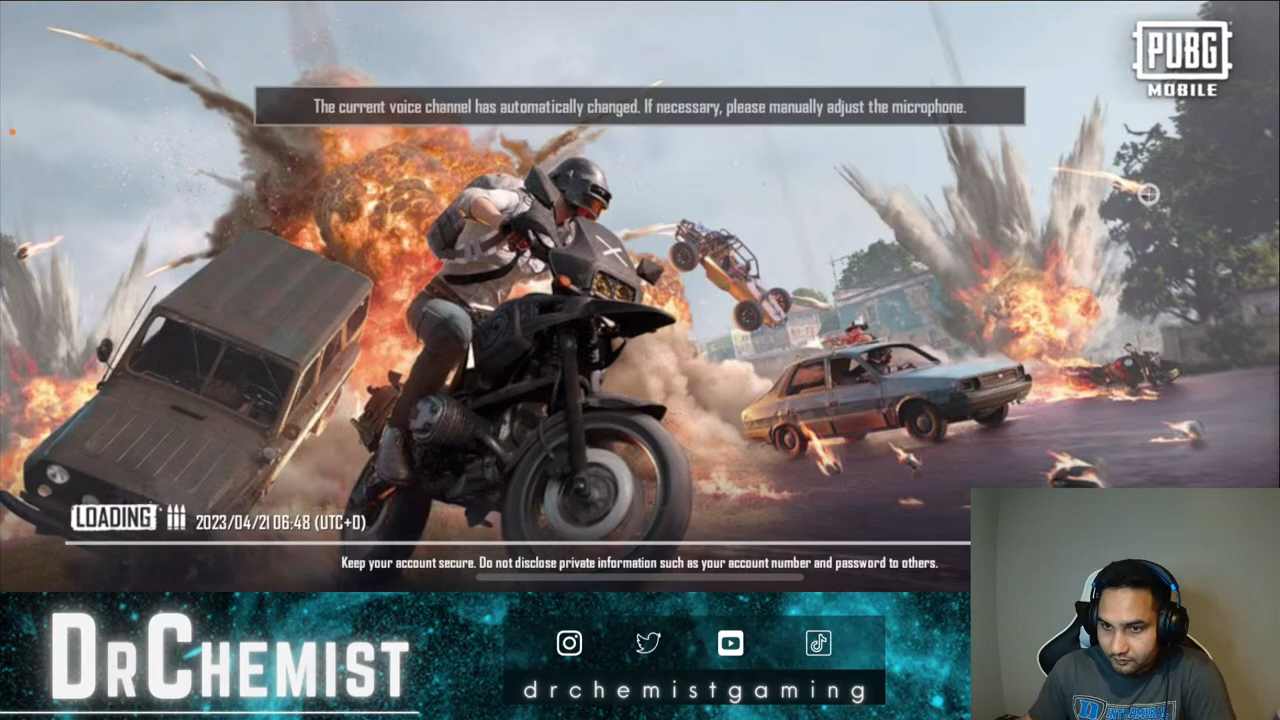 PUBG
MOBILE
The current voice channel has automatically changed. If necessary, please manually adjust the microphone.
LOADING 2023/04/21 06:48 (UTC+0)
Keep your account secure. Do not disclose private information such as your account number and password to others.
DRCHEMIST
drchemistgaming